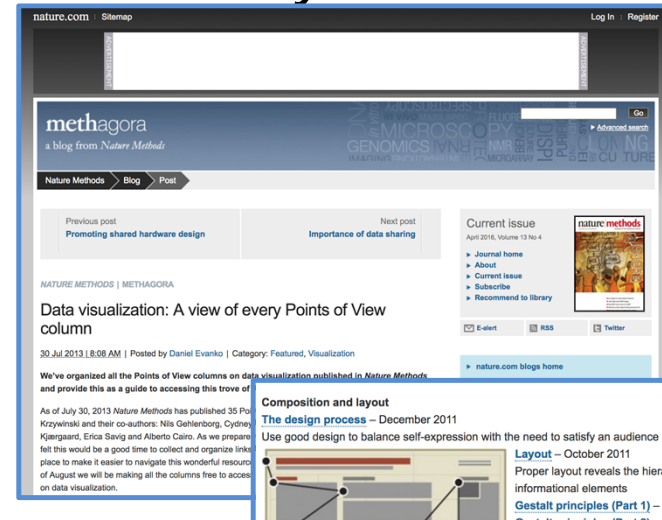 nature.com Sitemap Log In Register
ADVERTISEMENT ADVERTISEMENT
methagora
a blog from Nature Methods
MICROSCOPY
GENOMICS NMR
MICROARRAY
Go
Advanced search
Nature Methods Blog Post
Previous post
Promoting shared hardware design
Next post
Importance of data sharing
Current issue
April 2016, Volume 13 No 4
Journal home
About
Current issue
Subscribe
Recommend to library
nature methods
E-alert RSS Twitter
nature.com blogs home
NATURE METHODS | METHAGORA
Data visualization: A view of every Points of View
column
30 Jul 2013 | 8:08 AM | Posted by Daniel Evanko | Category: Featured, Visualization
We've organized all the Points of View columns on data visualization published in Nature Methods
and provide this as a guide to accessing this trove of
As of July 30, 2013 Nature Methods has published 35
Krzywinski and their co-authors: Nils Gehlenborg, Cydney
Kjærgaard, Erica Savig and Alberto Cairo. As we prepare
felt this would be a good time to collect and organize links
place to make it easier to navigate this wonderful
of August we will be making all the columns free to
on data visualization.
Composition and layout
The design process – December 2011
Use good design to balance self-expression with the need to satisfy an audience
Layout – October 2011
Proper layout reveals the
informational elements
Gestalt principles (Part 1) –